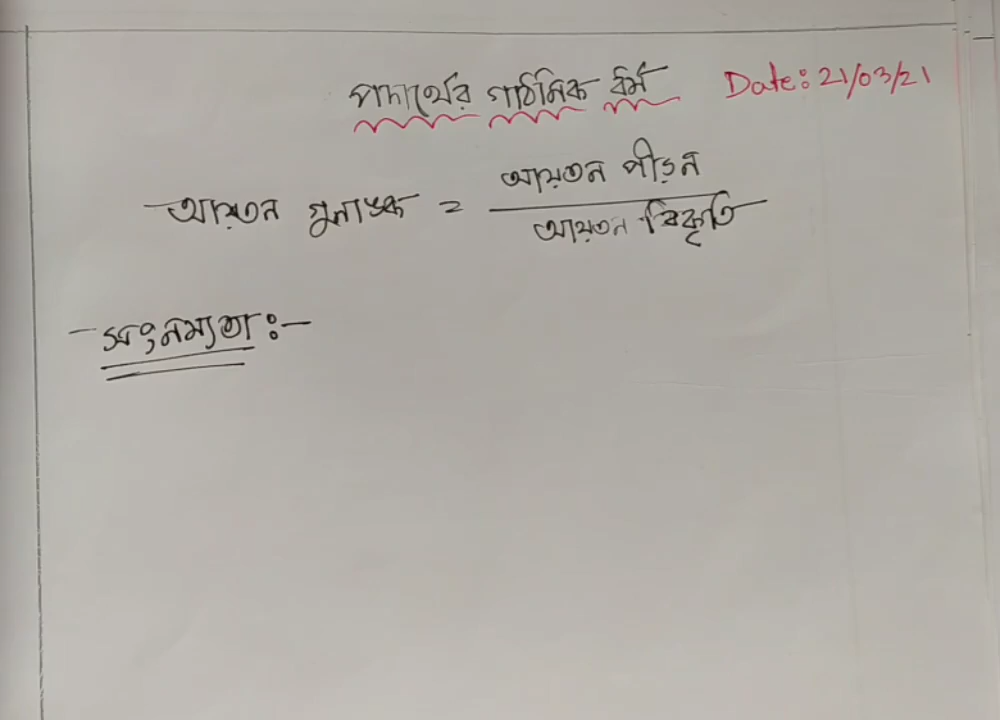 পদার্থের গাঠনিক ধর্ম Date: 21/03/21
আয়তন গুনাঙ্ক = আয়তন পীড়ন / আয়তন বিকৃতি
সংনম্যতা :-